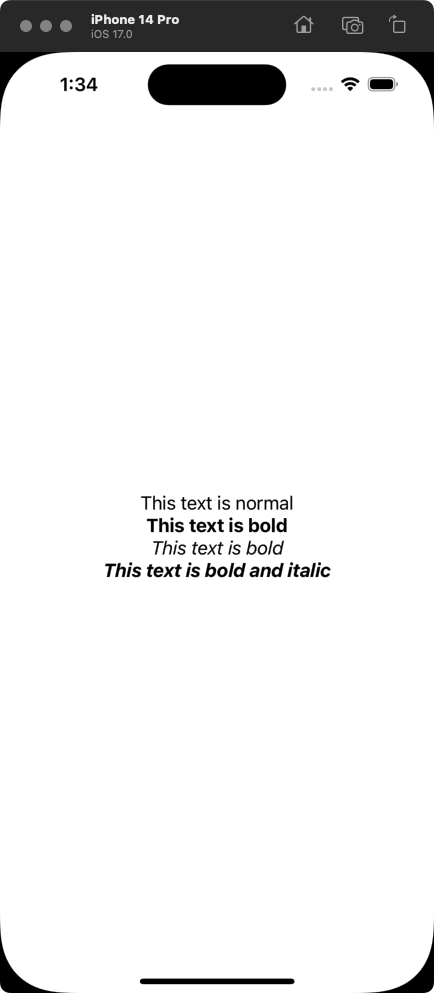 iPhone 14 Pro
iOS 17.0
1:34
This text is normal
This text is bold
This text is bold
This text is bold and italic